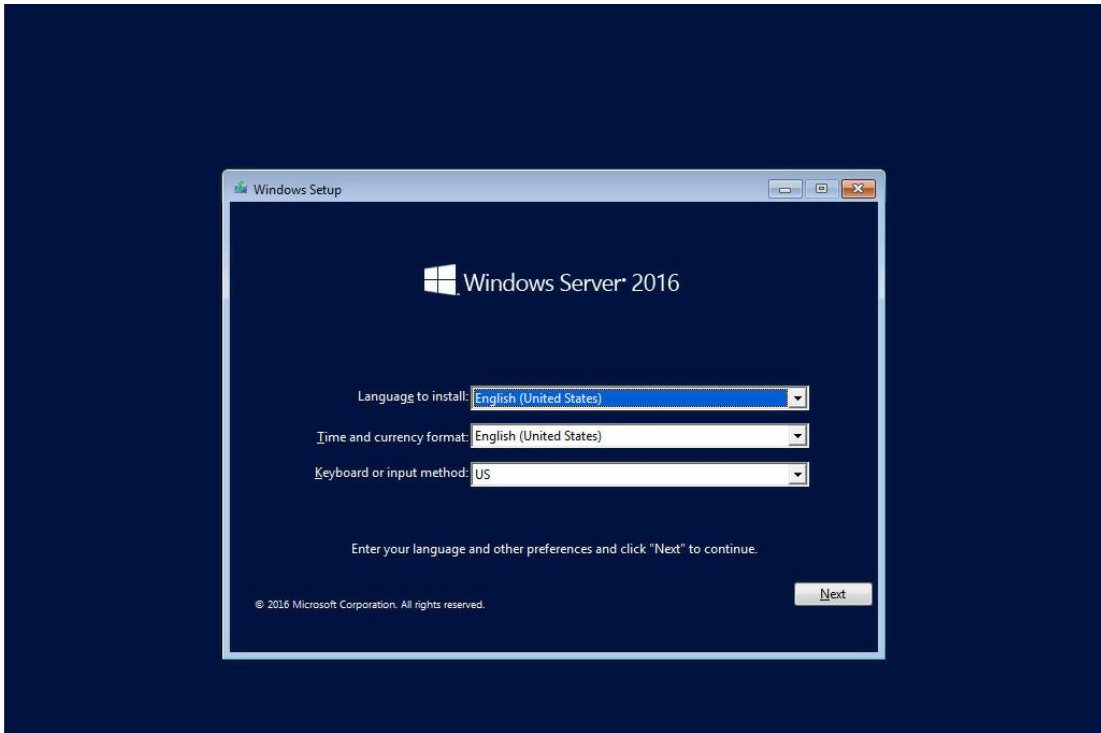 Windows Setup
Windows Server® 2016
Language to install: English (United States)
Time and currency format: English (United States)
Keyboard or input method: US
Enter your language and other preferences and click "Next" to continue.
Next
© 2016 Microsoft Corporation. All rights reserved.